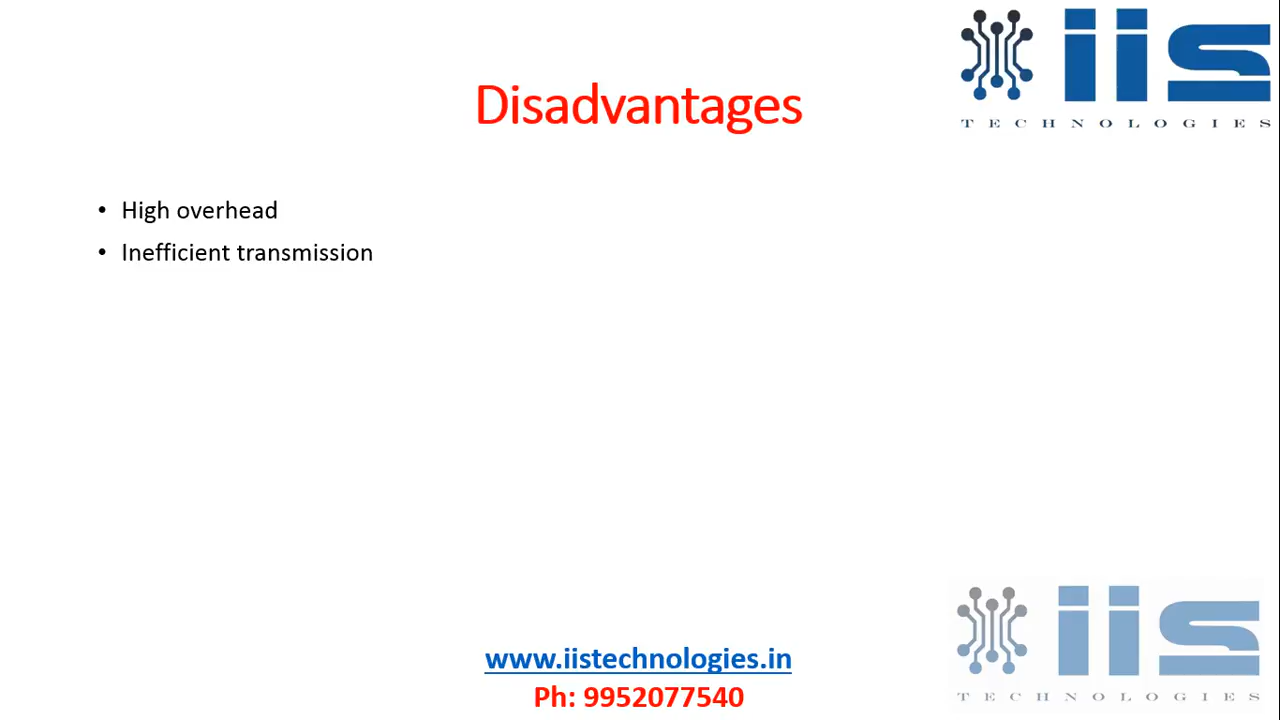 iis
TECHNOLOGIES
Disadvantages
• High overhead
• Inefficient transmission
www.iistechnologies.in
Ph: 9952077540
iis
TECHNOLOGIES